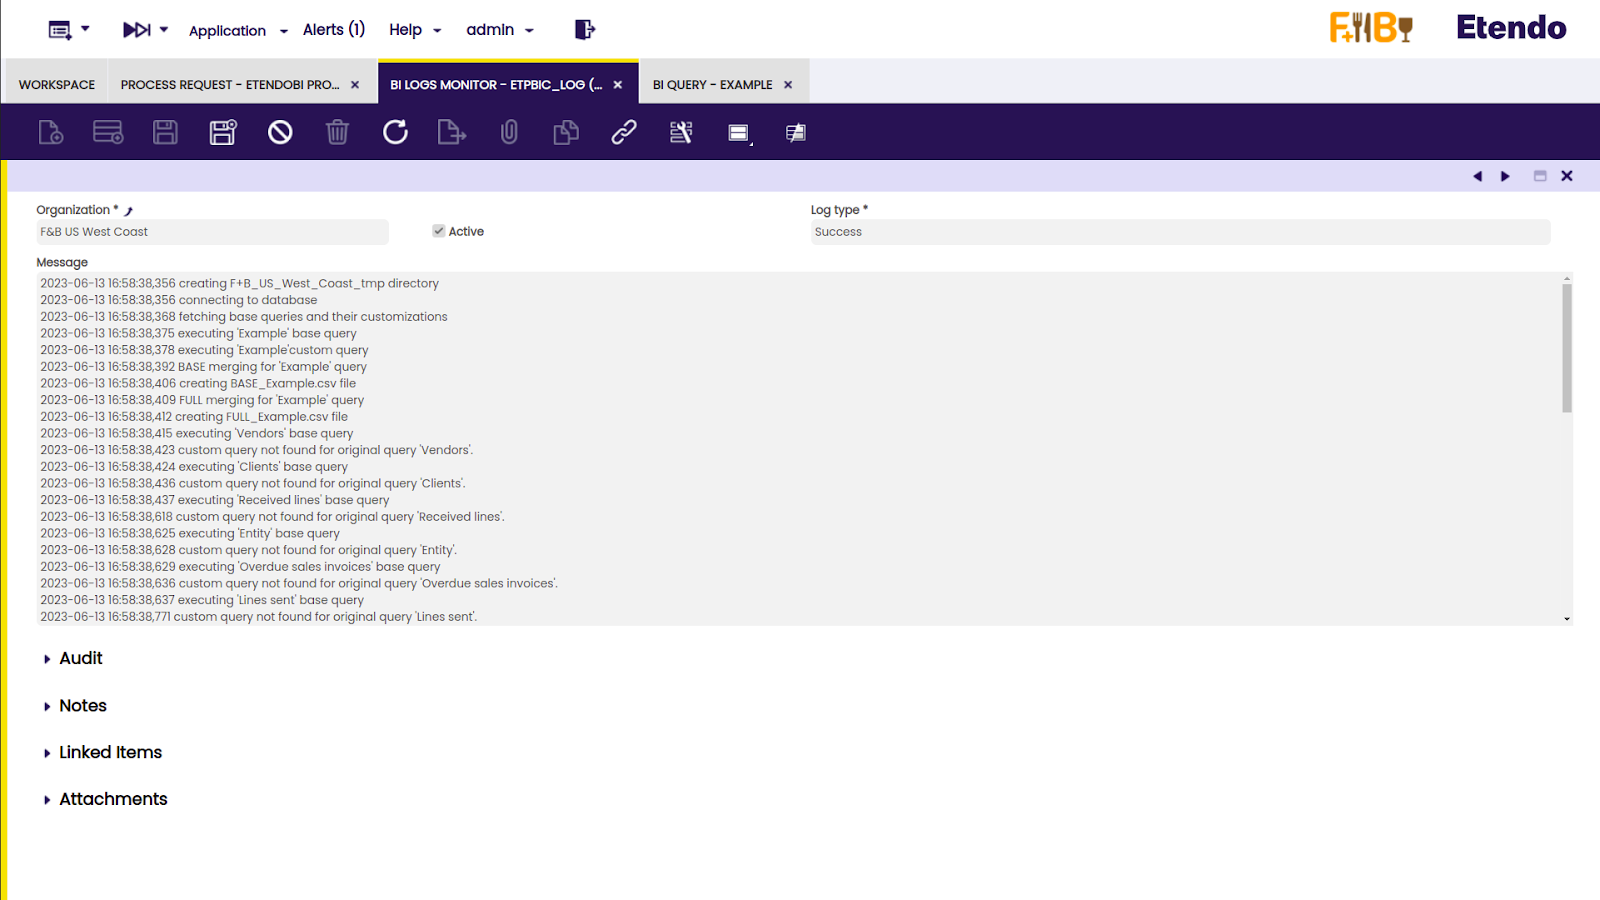 Application
Alerts (1)
Help
admin
F+B
Etendo
WORKSPACE
PROCESS REQUEST - ETENDOBI PRO...
BI LOGS MONITOR - ETPBIC_LOG (...
BI QUERY - EXAMPLE
Organization *
Log type *
F&B US West Coast
Active
Success
Message
2023-06-13 16:58:38,356 creating F+B_US_West_Coast_tmp directory
2023-06-13 16:58:38,356 connecting to database
2023-06-13 16:58:38,368 fetching base queries and their customizations
2023-06-13 16:58:38,375 executing 'Example' base query
2023-06-13 16:58:38,378 executing 'Example'custom query
2023-06-13 16:58:38,392 BASE merging for 'Example' query
2023-06-13 16:58:38,406 creating BASE_Example.csv file
2023-06-13 16:58:38,409 FULL merging for 'Example' query
2023-06-13 16:58:38,412 creating FULL_Example.csv file
2023-06-13 16:58:38,415 executing 'Vendors' base query
2023-06-13 16:58:38,423 custom query not found for original query 'Vendors'.
2023-06-13 16:58:38,424 executing 'Clients' base query
2023-06-13 16:58:38,436 custom query not found for original query 'Clients'.
2023-06-13 16:58:38,437 executing 'Received lines' base query
2023-06-13 16:58:38,618 custom query not found for original query 'Received lines'.
2023-06-13 16:58:38,625 executing 'Entity' base query
2023-06-13 16:58:38,628 custom query not found for original query 'Entity'.
2023-06-13 16:58:38,629 executing 'Overdue sales invoices' base query
2023-06-13 16:58:38,636 custom query not found for original query 'Overdue sales invoices'.
2023-06-13 16:58:38,637 executing 'Lines sent' base query
2023-06-13 16:58:38,771 custom query not found for original query 'Lines sent'.
Audit
Notes
Linked Items
Attachments